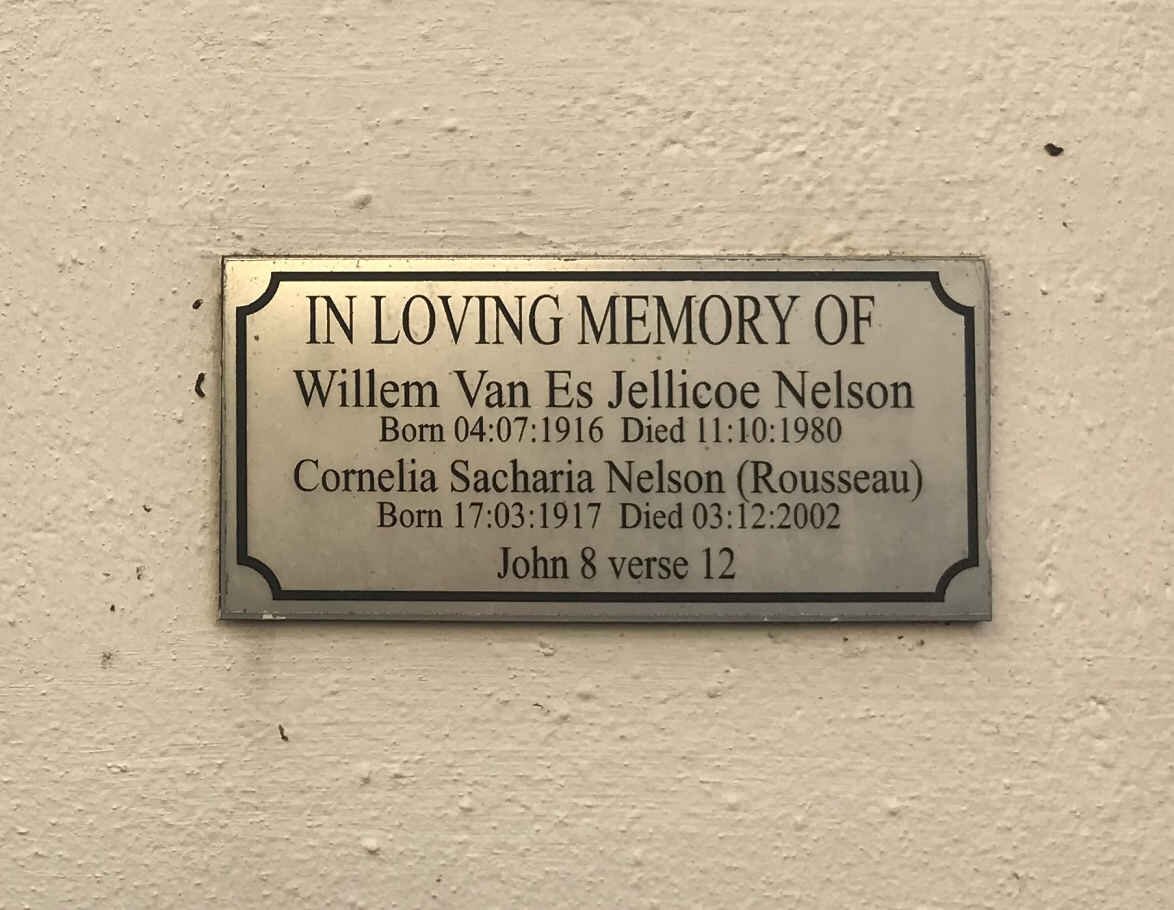 IN LOVING MEMORY OF
Willem Van Es Jellicoe Nelson
Born 04:07:1916 Died 11:10:1980
Cornelia Sacharia Nelson (Rousseau)
Born 17:03:1917 Died 03:12:2002
John 8 verse 12